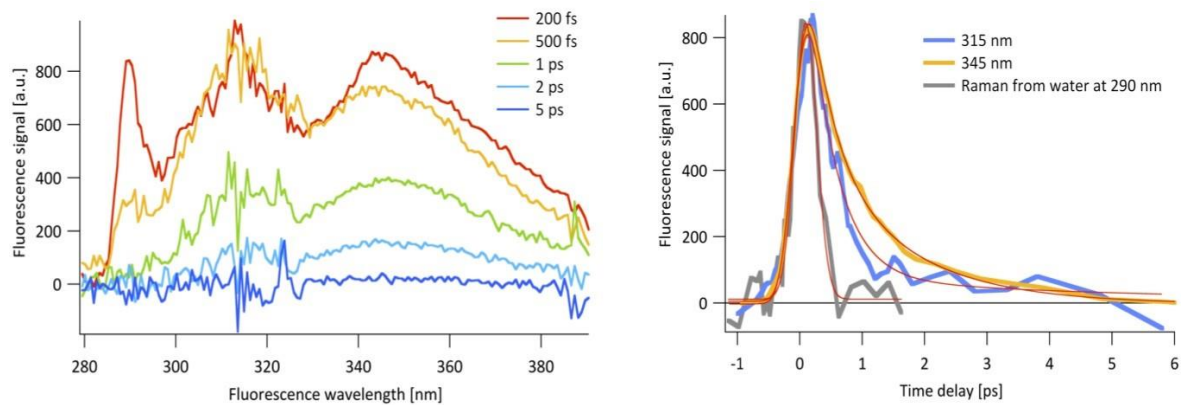 Fluorescence signal [a.u.]
800
600
400
200
0
200 fs
500 fs
1 ps
2 ps
5 ps
280 300 320 340 360 380
Fluorescence wavelength [nm]
Fluorescence signal [a.u.]
800
600
400
200
0
315 nm
345 nm
Raman from water at 290 nm
-1 0 1 2 3 4 5 6
Time delay [ps]